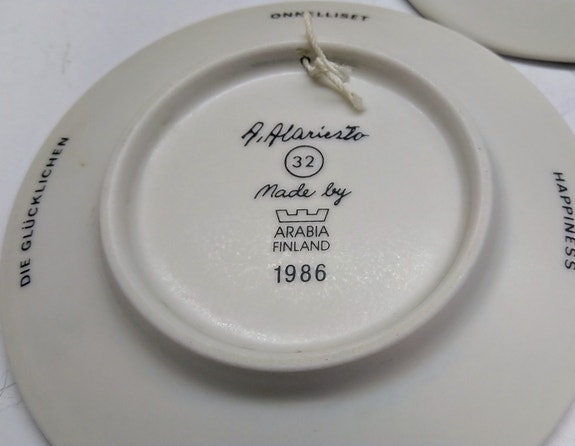 ONNELLISET
DIE GLÜCKLICHEN
HAPPINESS
A. Alariesto
32
Made by
ARABIA
FINLAND
1986